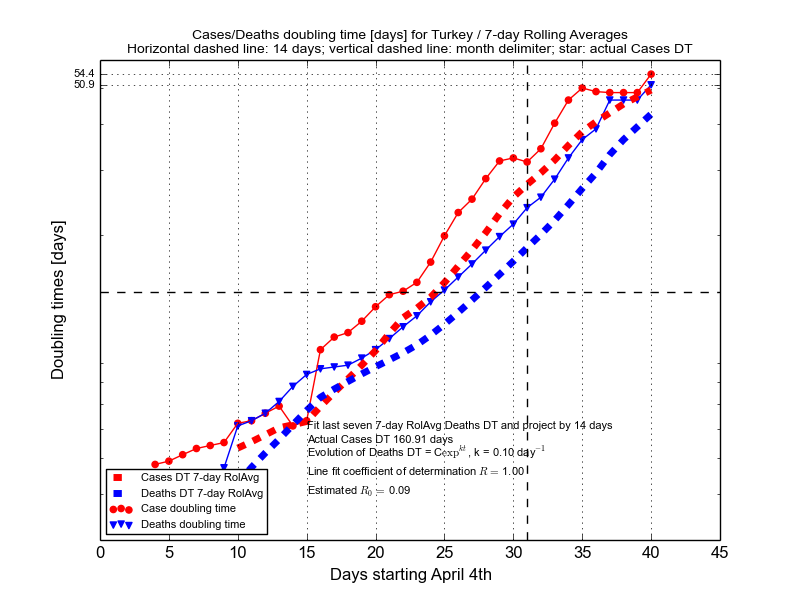 Cases/Deaths doubling time [days] for Turkey / 7-day Rolling Averages
Horizontal dashed line: 14 days; vertical dashed line: month delimiter; star: actual Cases DT
54.4
50.9
Doubling times [days]
Fit last seven 7-day RolAvg Deaths DT and project by 14 days
Actual Cases DT 160.91 days
Evolution of Deaths DT = Cexp^{kt}, k = 0.10 day^{-1}
Line fit coefficient of determination R = 1.00
Estimated R_0 = 0.09
Cases DT 7-day RolAvg
Deaths DT 7-day RolAvg
Case doubling time
Deaths doubling time
0 5 10 15 20 25 30 35 40 45
Days starting April 4th